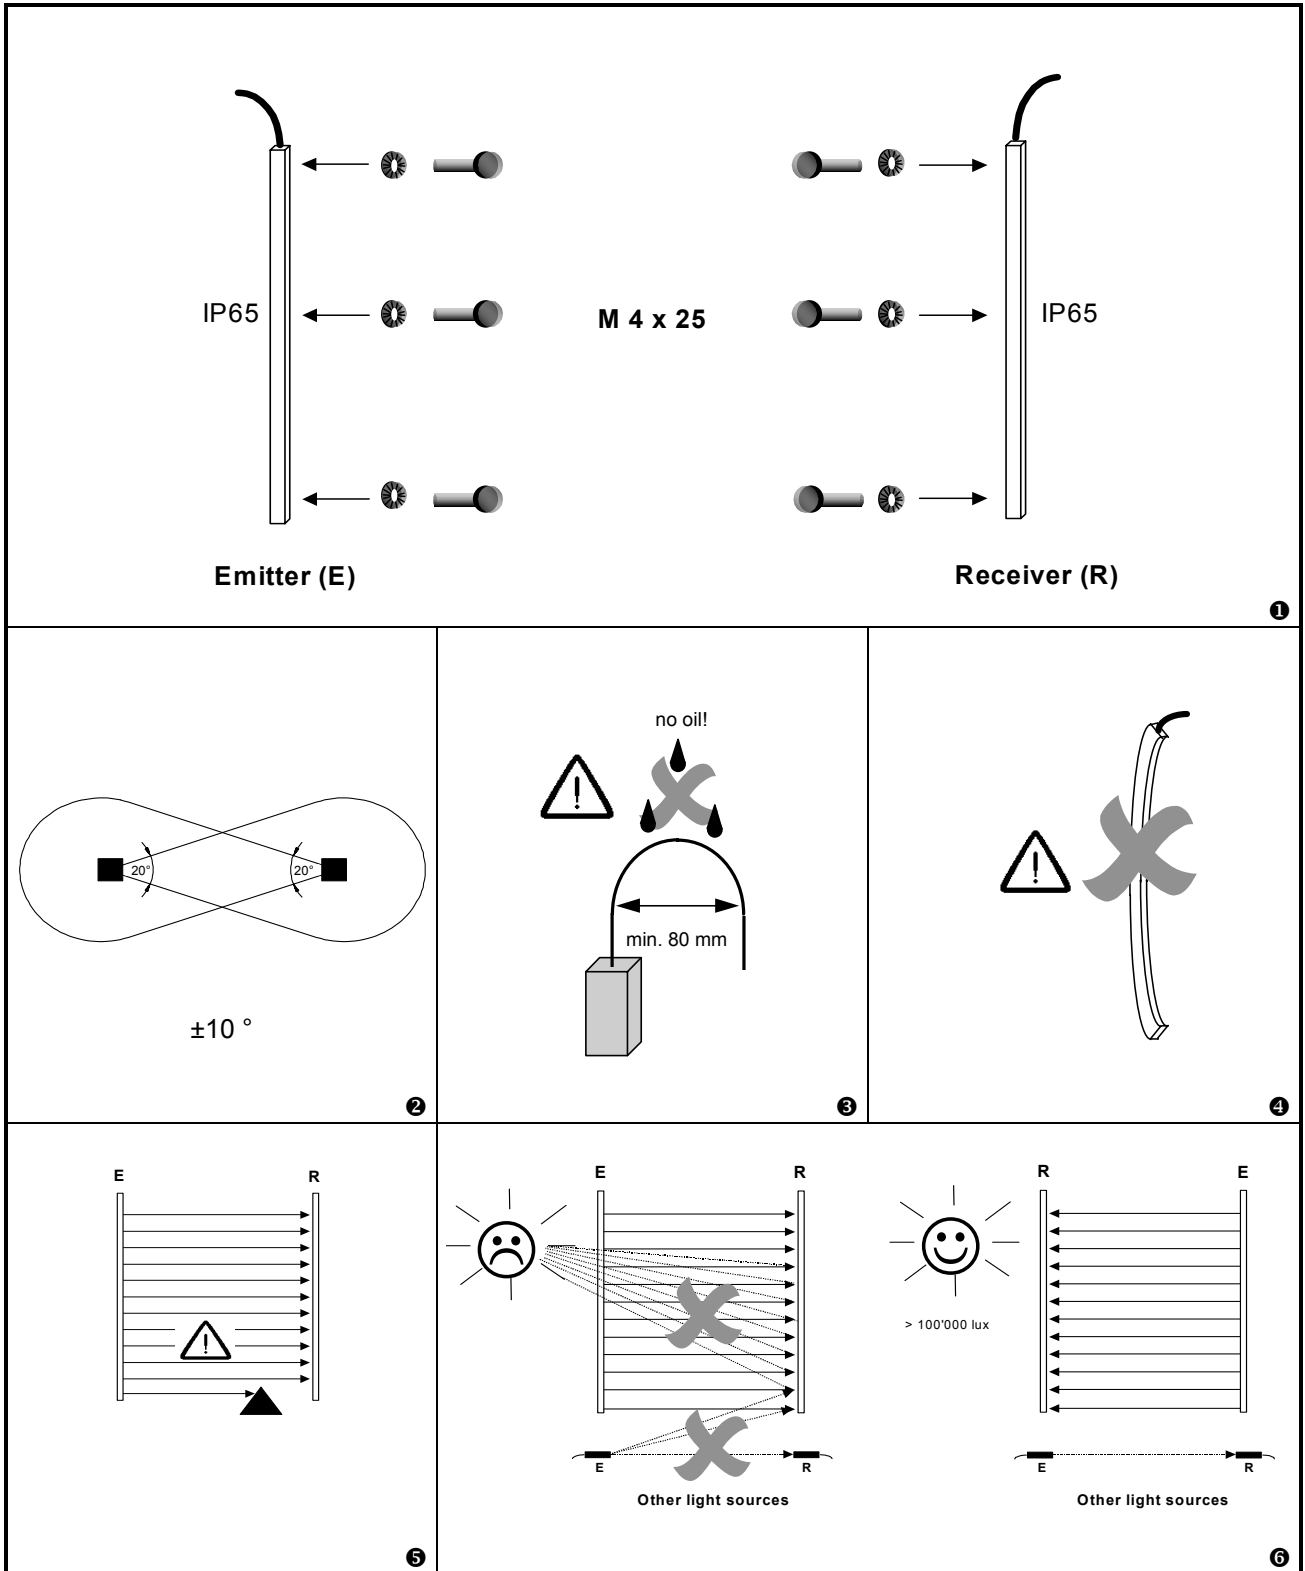 IP65
M 4 x 25
IP65
Emitter (E)
Receiver (R)
❶
20°
20°
±10 °
❷
no oil!
min. 80 mm
❸
❹
E
R
❺
E
R
R
E
> 100'000 lux
E
R
E
R
Other light sources
Other light sources
❻